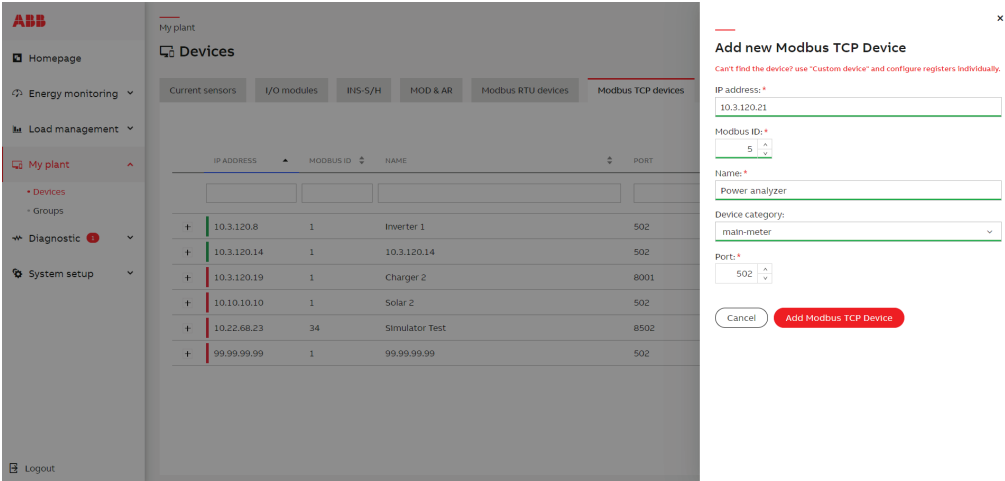 ABB
Homepage
Energy monitoring
Load management
My plant
Devices
Groups
Diagnostic 1
System setup
Logout
My plant
Devices
Current sensors I/O modules INS-S/H MOD & AR Modbus RTU devices Modbus TCP devices
IP ADDRESS MODBUS ID NAME PORT
+ 10.3.120.8 1 Inverter 1 502
+ 10.3.120.14 1 10.3.120.14 502
+ 10.3.120.19 1 Charger 2 8001
+ 10.10.10.10 1 Solar 2 502
+ 10.22.68.23 34 Simulator Test 8502
+ 99.99.99.99 1 99.99.99.99 502
×
Add new Modbus TCP Device
Can't find the device? use "Custom device" and configure registers individually.
IP address: *
10.3.120.21
Modbus ID: *
5
Name: *
Power analyzer
Device category:
main-meter
Port: *
502
Cancel Add Modbus TCP Device